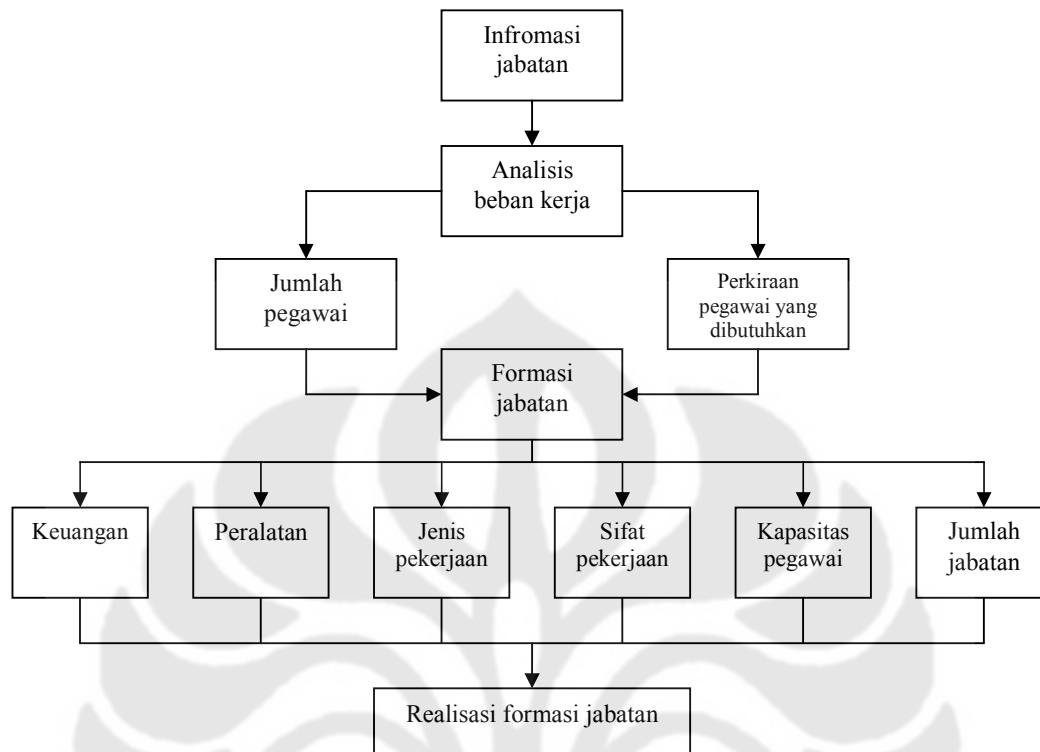 Infromasi
jabatan
Analisis
beban kerja
Jumlah
pegawai
Perkiraan
pegawai yang
dibutuhkan
Formasi
jabatan
Keuangan
Peralatan
Jenis
pekerjaan
Sifat
pekerjaan
Kapasitas
pegawai
Jumlah
jabatan
Realisasi formasi jabatan